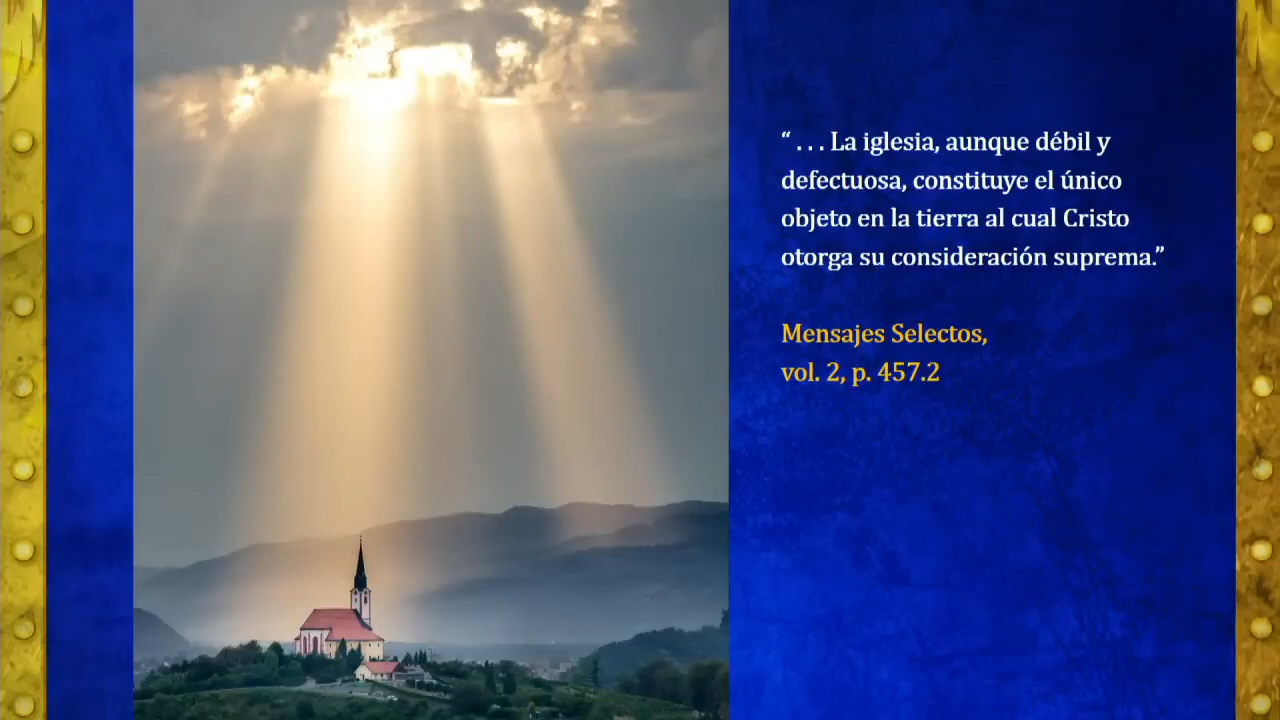 “ . . . La iglesia, aunque débil y
defectuosa, constituye el único
objeto en la tierra al cual Cristo
otorga su consideración suprema.”
Mensajes Selectos,
vol. 2, p. 457.2